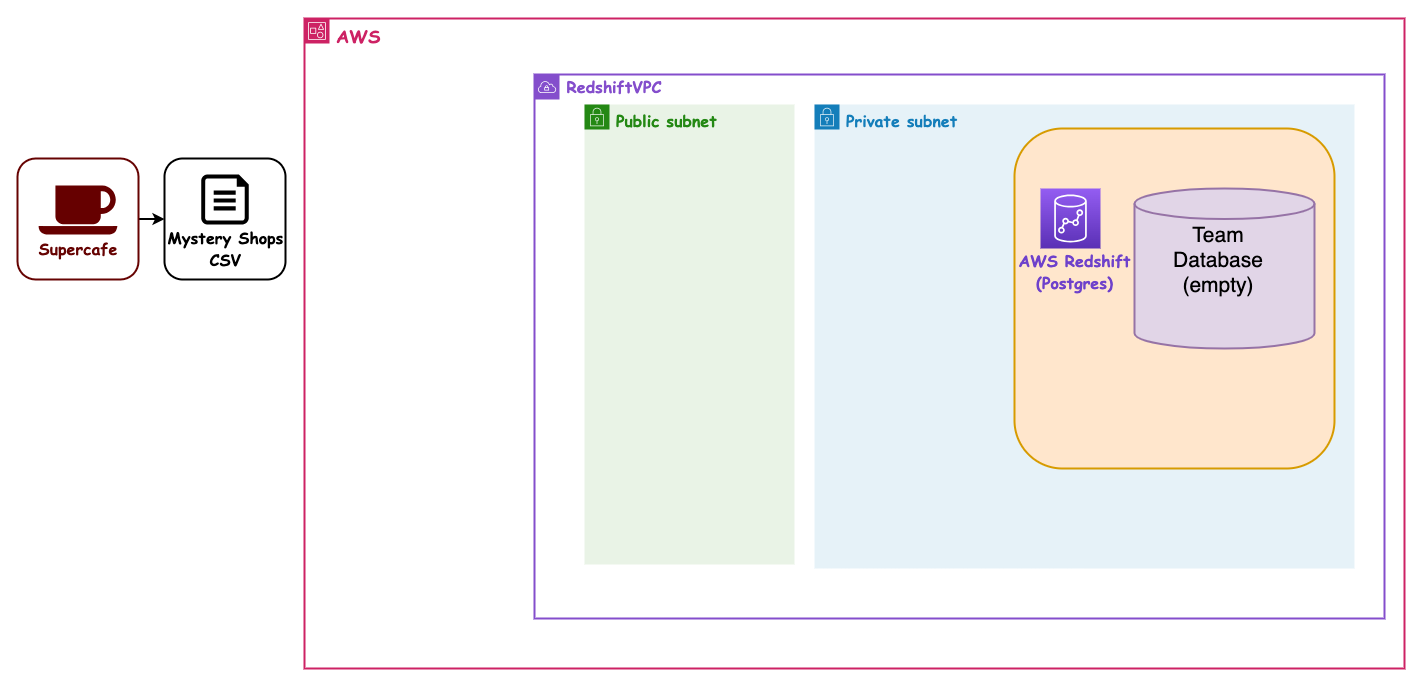 AWS
RedshiftVPC
Public subnet
Private subnet
Supercafe
Mystery Shops
CSV
AWS Redshift
(Postgres)
Team
Database
(empty)